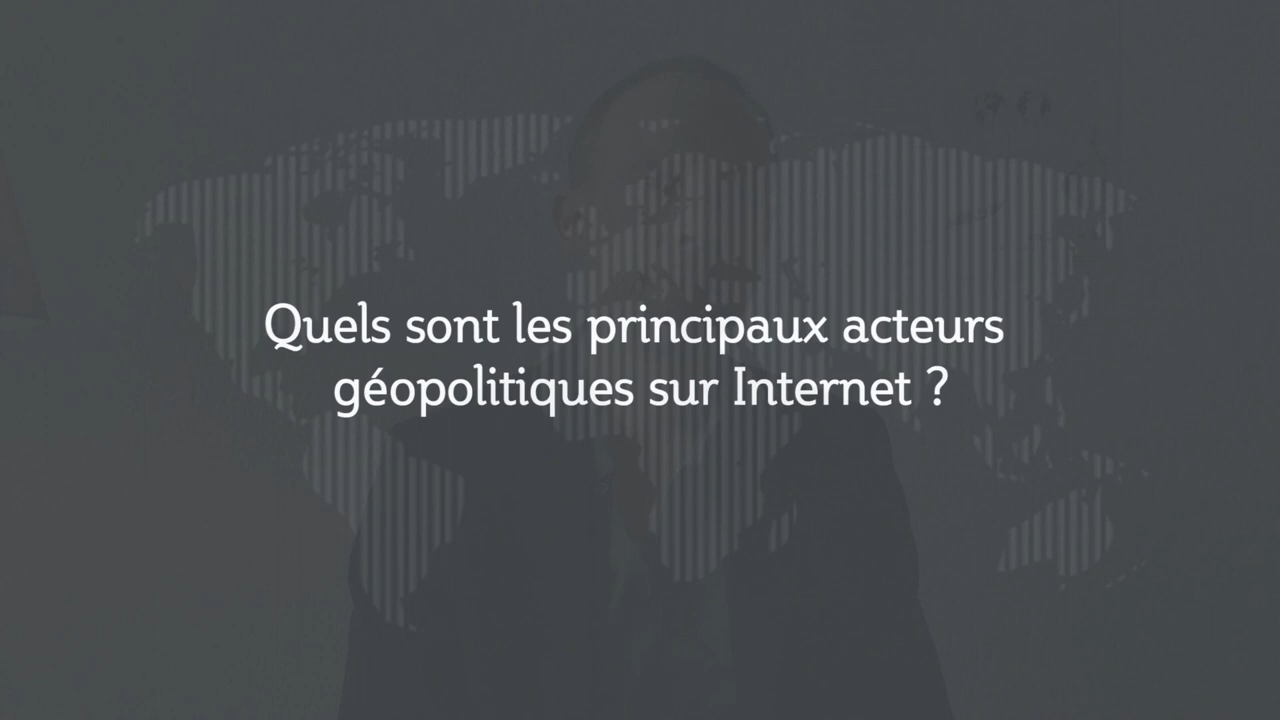 Quels sont les principaux acteurs
géopolitiques sur Internet ?